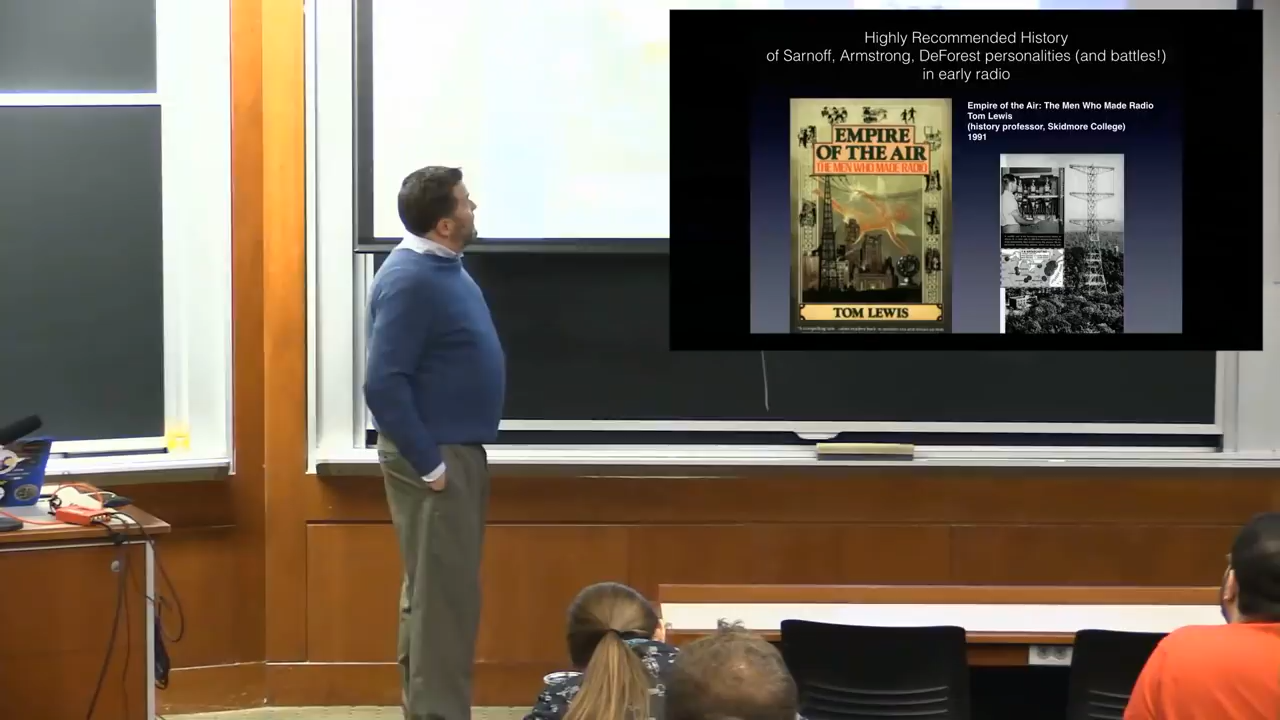 Highly Recommended History
of Sarnoff, Armstrong, DeForest personalities (and battles!)
in early radio
Empire of the Air: The Men Who Made Radio
Tom Lewis
(history professor, Skidmore College)
1991
EMPIRE
OF THE AIR
THE MEN WHO MADE RADIO
TOM LEWIS